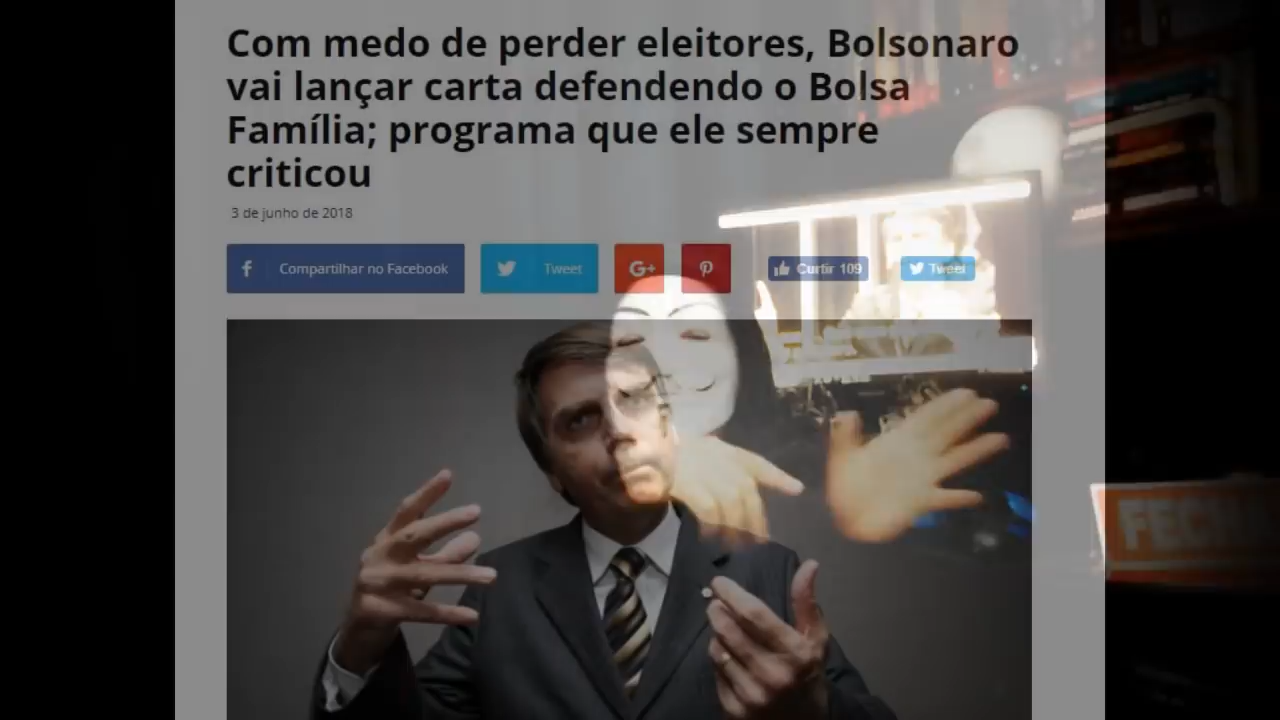 Com medo de perder eleitores, Bolsonaro
vai lançar carta defendendo o Bolsa
Família; programa que ele sempre
criticou
3 de junho de 2018
Compartilhar no Facebook
Tweet
G+
Curtir 109
Tweet